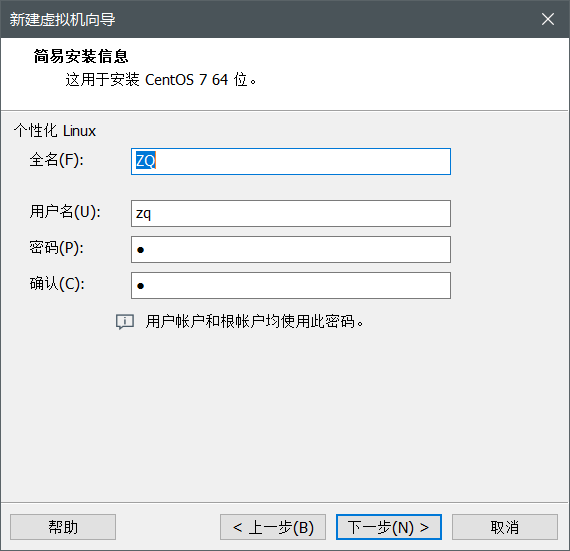 新建虚拟机向导
简易安装信息
这用于安装 CentOS 7 64 位。
个性化 Linux
全名(F):
ZQ
用户名(U):
zq
密码(P):
●
确认(C):
●
用户帐户和根帐户均使用此密码。
帮助
< 上一步(B)
下一步(N) >
取消